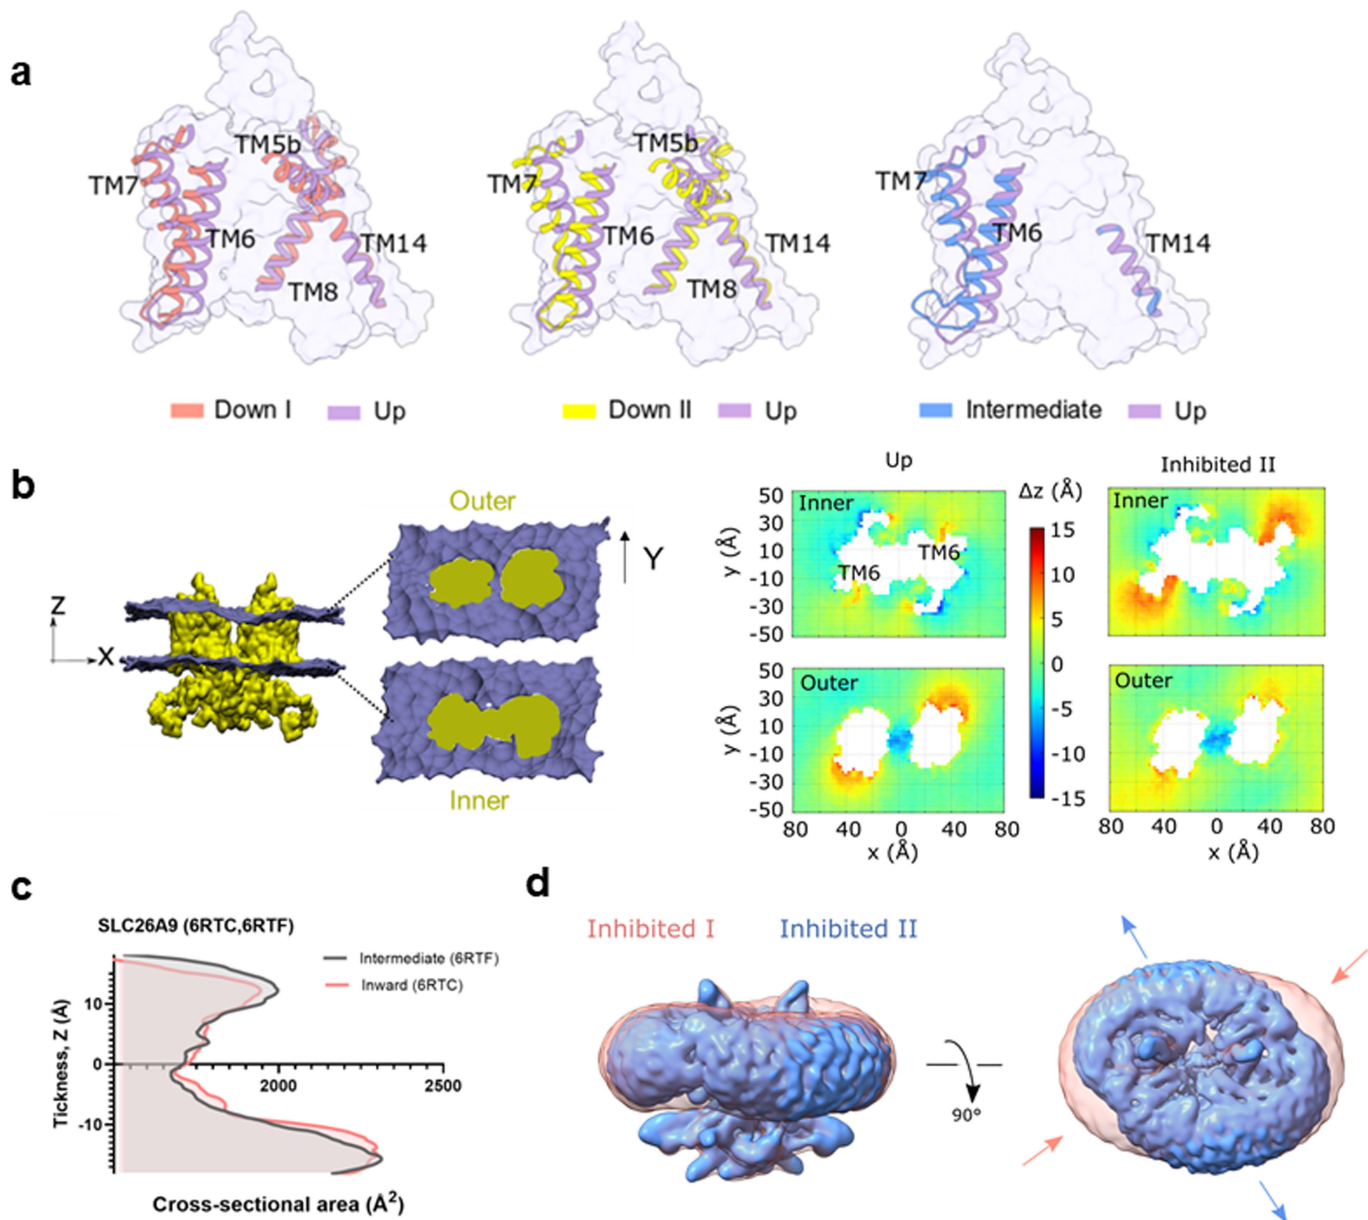 a
TM7
TM5b
TM6
TM14
TM8
TM7
TM5b
TM6
TM14
TM8
TM7
TM6
TM14
Down I
Up
Down II
Up
Intermediate
Up
b
Z
X
Outer
Y
Inner
Up
Inhibited II
Δz (Å)
50
30
10
-10
-30
-50
y (Å)
Inner
TM6
TM6
15
10
5
0
-5
-10
-15
Inner
50
30
10
-10
-30
-50
y (Å)
Outer
Outer
80 40 0 40 80
x (Å)
80 40 0 40 80
x (Å)
c
SLC26A9 (6RTC,6RTF)
Intermediate (6RTF)
Inward (6RTC)
Tickness, Z (Å)
10
0
-10
2000
2500
Cross-sectional area (Å²)
d
Inhibited I
Inhibited II
90°